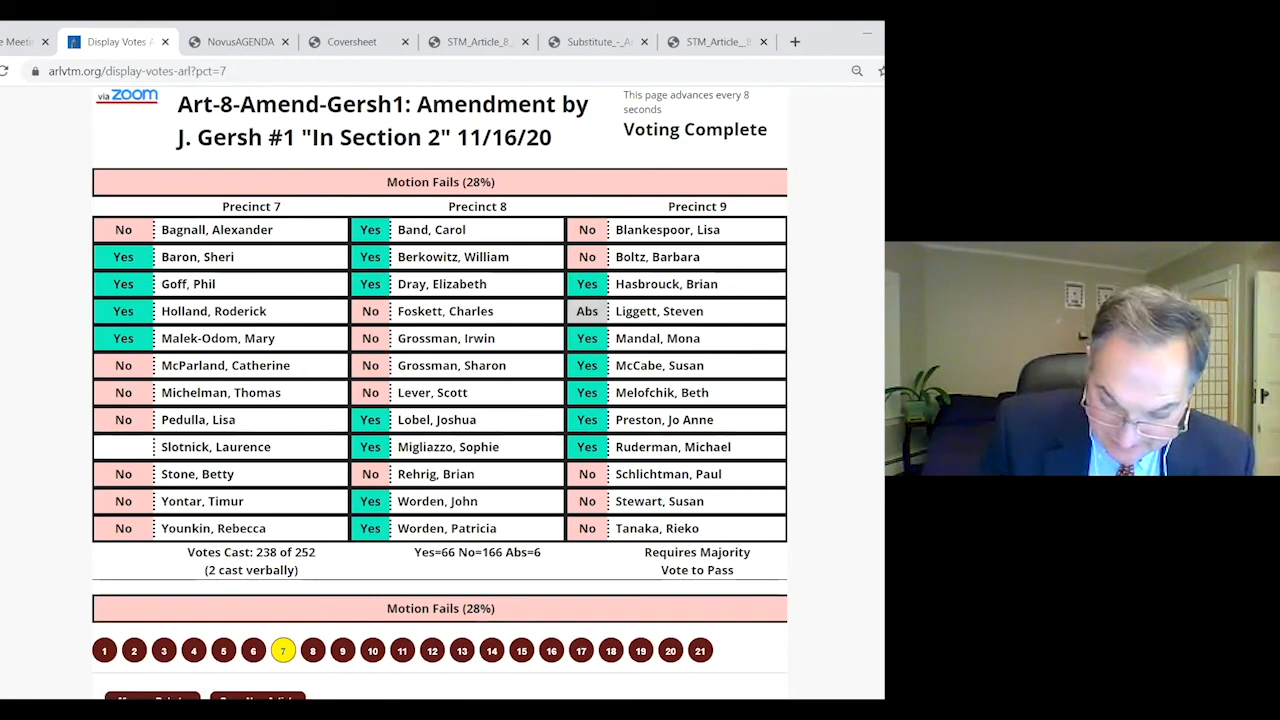 e Meeti
Display Votes A
NovusAGENDA
Coversheet
STM_Article_8_
Substitute_-_A
STM_Article__8
arlvtm.org/display-votes-arl?pct=7
via zoom
Art-8-Amend-Gersh1: Amendment by
J. Gersh #1 "In Section 2" 11/16/20
This page advances every 8
seconds
Voting Complete
Motion Fails (28%)
Precinct 7 Precinct 8 Precinct 9
No Bagnall, Alexander Yes Band, Carol No Blankespoor, Lisa
Yes Baron, Sheri Yes Berkowitz, William No Boltz, Barbara
Yes Goff, Phil Yes Dray, Elizabeth Yes Hasbrouck, Brian
Yes Holland, Roderick No Foskett, Charles Abs Liggett, Steven
Yes Malek-Odom, Mary No Grossman, Irwin Yes Mandal, Mona
No McParland, Catherine No Grossman, Sharon Yes McCabe, Susan
No Michelman, Thomas No Lever, Scott Yes Melofchik, Beth
No Pedulla, Lisa Yes Lobel, Joshua Yes Preston, Jo Anne
Slotnick, Laurence Yes Migliazzo, Sophie Yes Ruderman, Michael
No Stone, Betty No Rehrig, Brian No Schlichtman, Paul
No Yontar, Timur Yes Worden, John No Stewart, Susan
No Younkin, Rebecca Yes Worden, Patricia No Tanaka, Rieko
Votes Cast: 238 of 252 Yes=66 No=166 Abs=6 Requires Majority
(2 cast verbally) Vote to Pass
Motion Fails (28%)
1 2 3 4 5 6 7 8 9 10 11 12 13 14 15 16 17 18 19 20 21